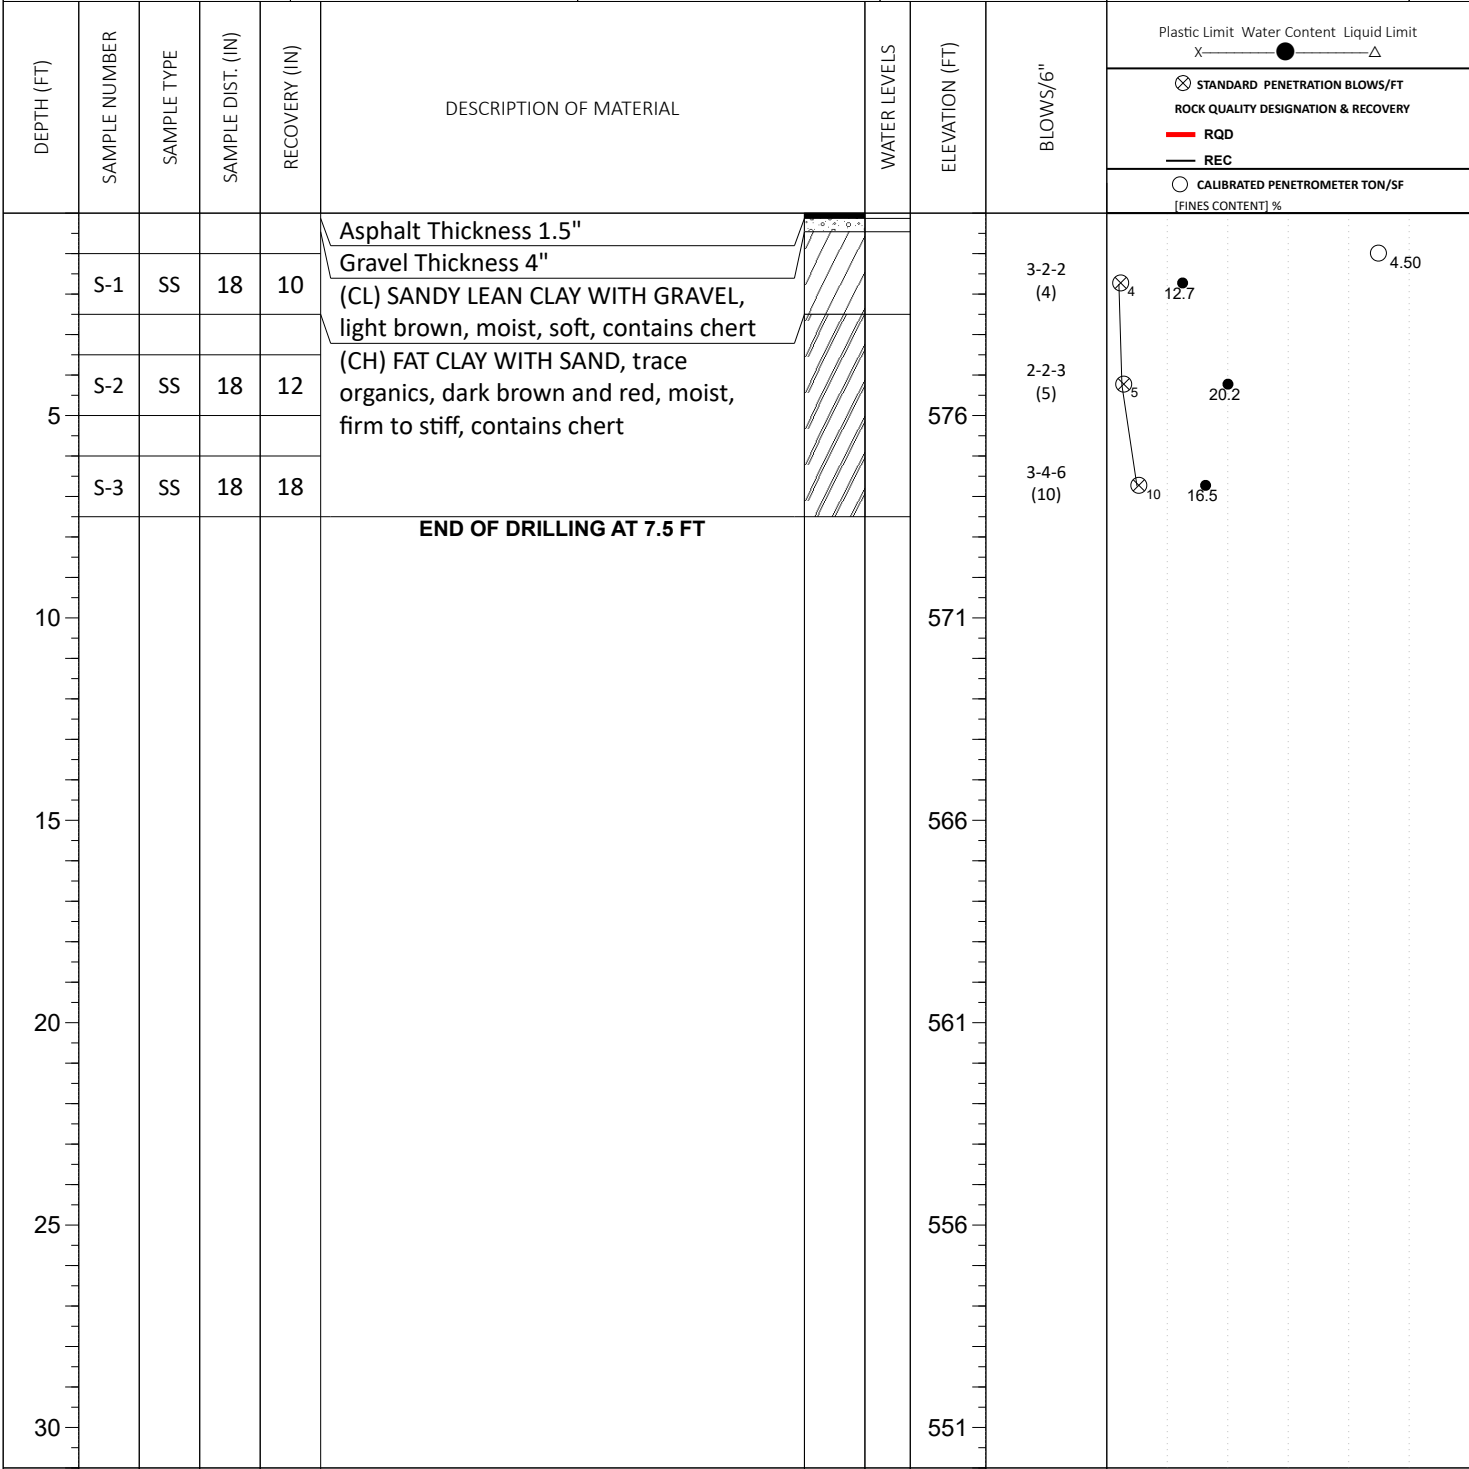 DEPTH (FT)
SAMPLE NUMBER
SAMPLE TYPE
SAMPLE DIST. (IN)
RECOVERY (IN)
DESCRIPTION OF MATERIAL
WATER LEVELS
ELEVATION (FT)
BLOWS/6"
Plastic Limit Water Content Liquid Limit
X △
STANDARD PENETRATION BLOWS/FT
ROCK QUALITY DESIGNATION & RECOVERY
RQD
REC
CALIBRATED PENETROMETER TON/SF
[FINES CONTENT] %
Asphalt Thickness 1.5"
Gravel Thickness 4"
4.50
S-1 SS 18 10
(CL) SANDY LEAN CLAY WITH GRAVEL,
light brown, moist, soft, contains chert
3-2-2
(4)
4 12.7
S-2 SS 18 12
(CH) FAT CLAY WITH SAND, trace
organics, dark brown and red, moist,
firm to stiff, contains chert
2-2-3
(5)
5 20.2
5 576
S-3 SS 18 18
3-4-6
(10)
10 16.5
END OF DRILLING AT 7.5 FT
10 571
15 566
20 561
25 556
30 551